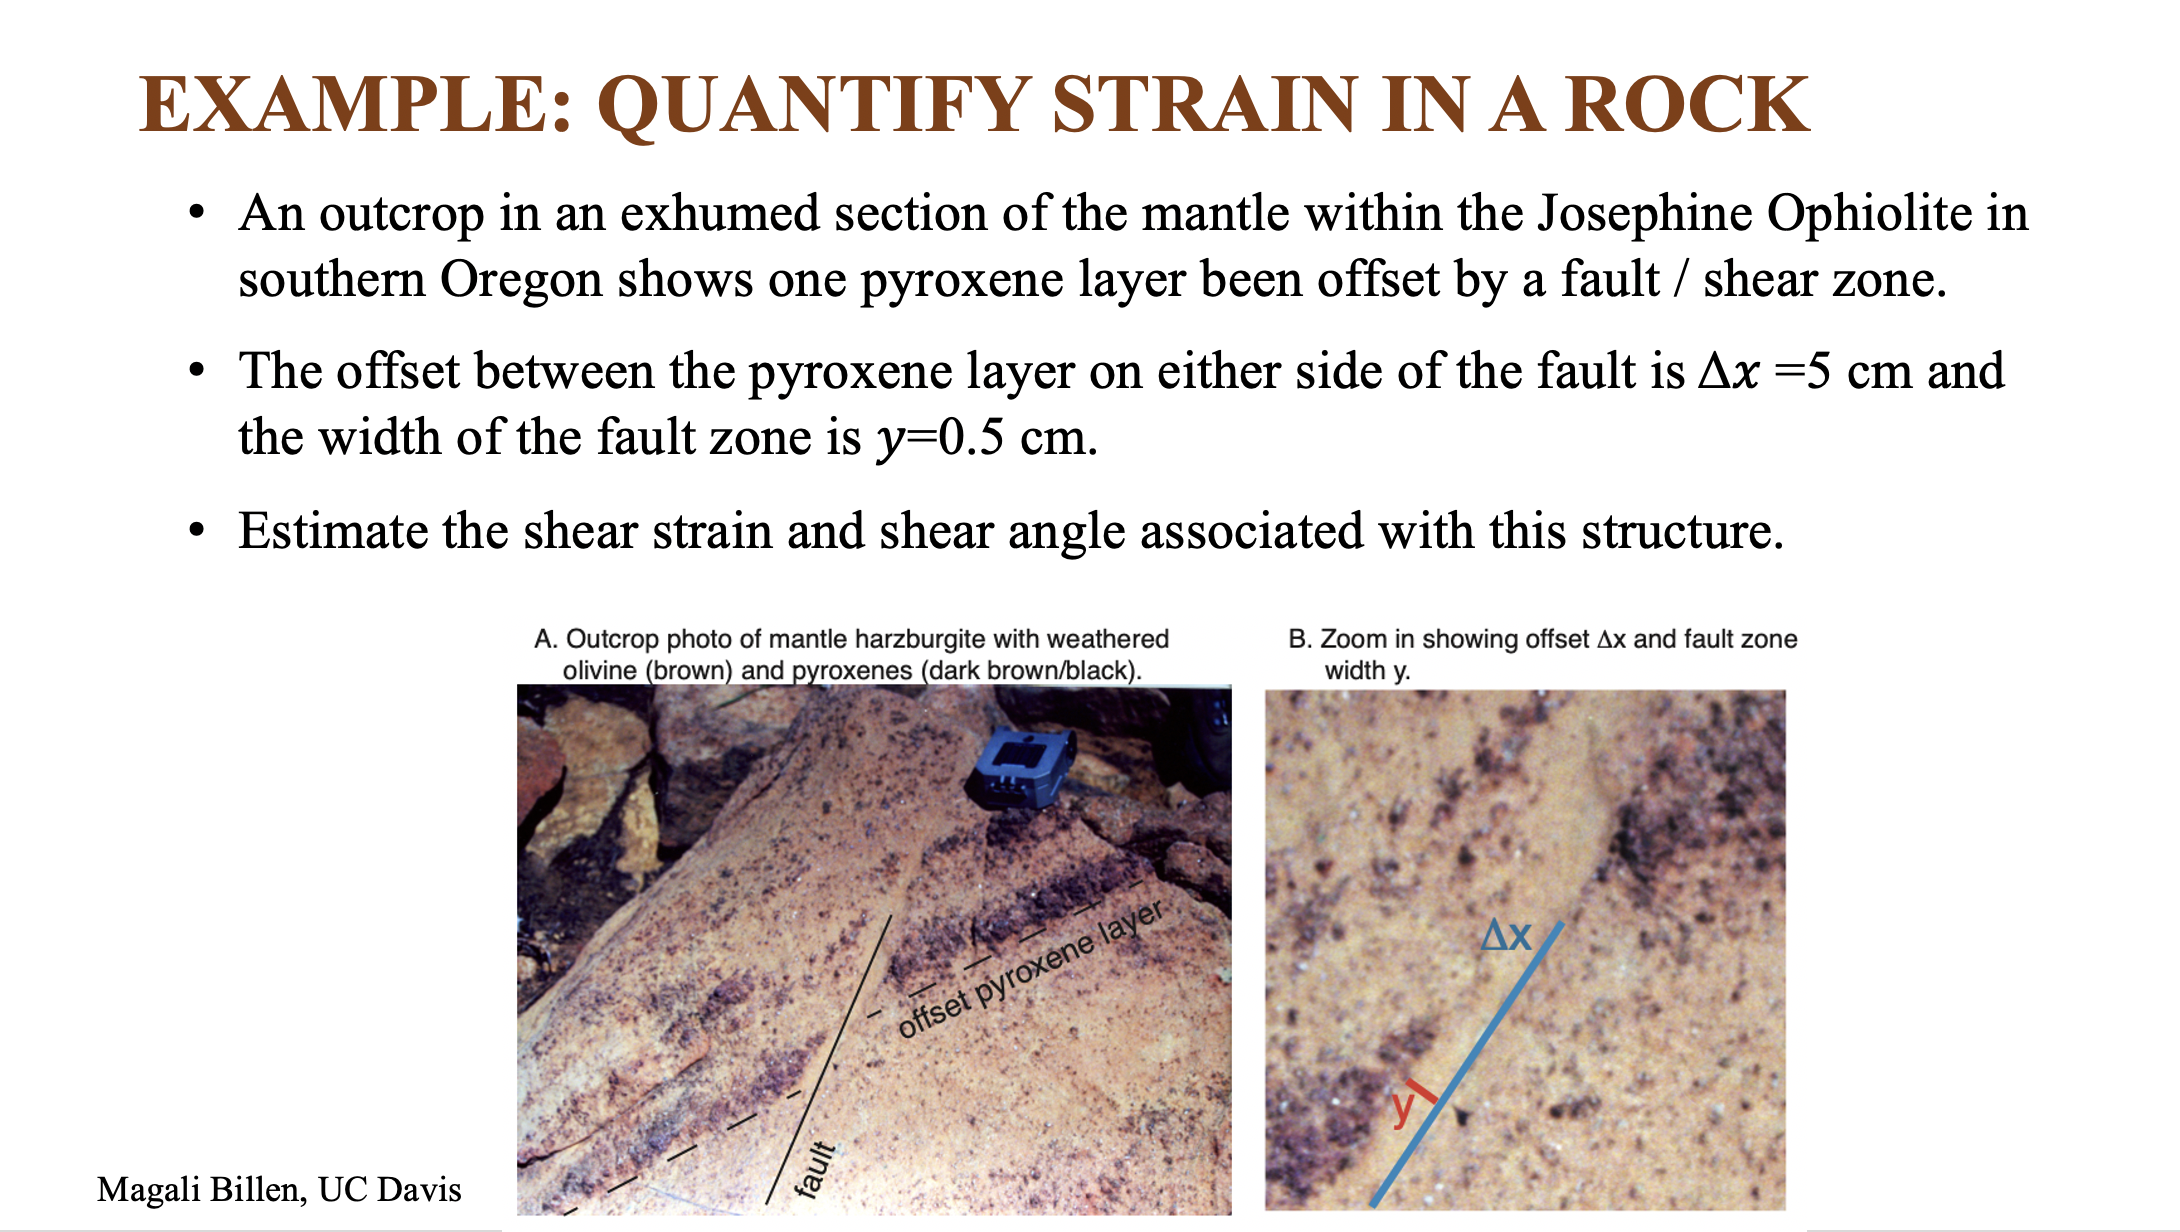 EXAMPLE: QUANTIFY STRAIN IN A ROCK
• An outcrop in an exhumed section of the mantle within the Josephine Ophiolite in
southern Oregon shows one pyroxene layer been offset by a fault / shear zone.
• The offset between the pyroxene layer on either side of the fault is Δx =5 cm and
the width of the fault zone is y=0.5 cm.
• Estimate the shear strain and shear angle associated with this structure.
A. Outcrop photo of mantle harzburgite with weathered
olivine (brown) and pyroxenes (dark brown/black).
offset pyroxene layer
fault
B. Zoom in showing offset Δx and fault zone
width y.
Δx
y
Magali Billen, UC Davis